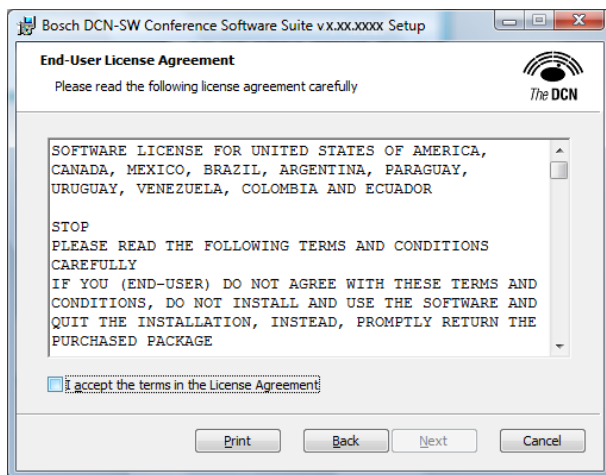 Bosch DCN-SW Conference Software Suite vx.xx.xxxx Setup
End-User License Agreement
Please read the following license agreement carefully
The DCN
SOFTWARE LICENSE FOR UNITED STATES OF AMERICA,
CANADA, MEXICO, BRAZIL, ARGENTINA, PARAGUAY,
URUGUAY, VENEZUELA, COLOMBIA AND ECUADOR
STOP
PLEASE READ THE FOLLOWING TERMS AND CONDITIONS
CAREFULLY
IF YOU (END-USER) DO NOT AGREE WITH THESE TERMS AND
CONDITIONS, DO NOT INSTALL AND USE THE SOFTWARE AND
QUIT THE INSTALLATION, INSTEAD, PROMPTLY RETURN THE
PURCHASED PACKAGE
I accept the terms in the License Agreement
Print Back Next Cancel